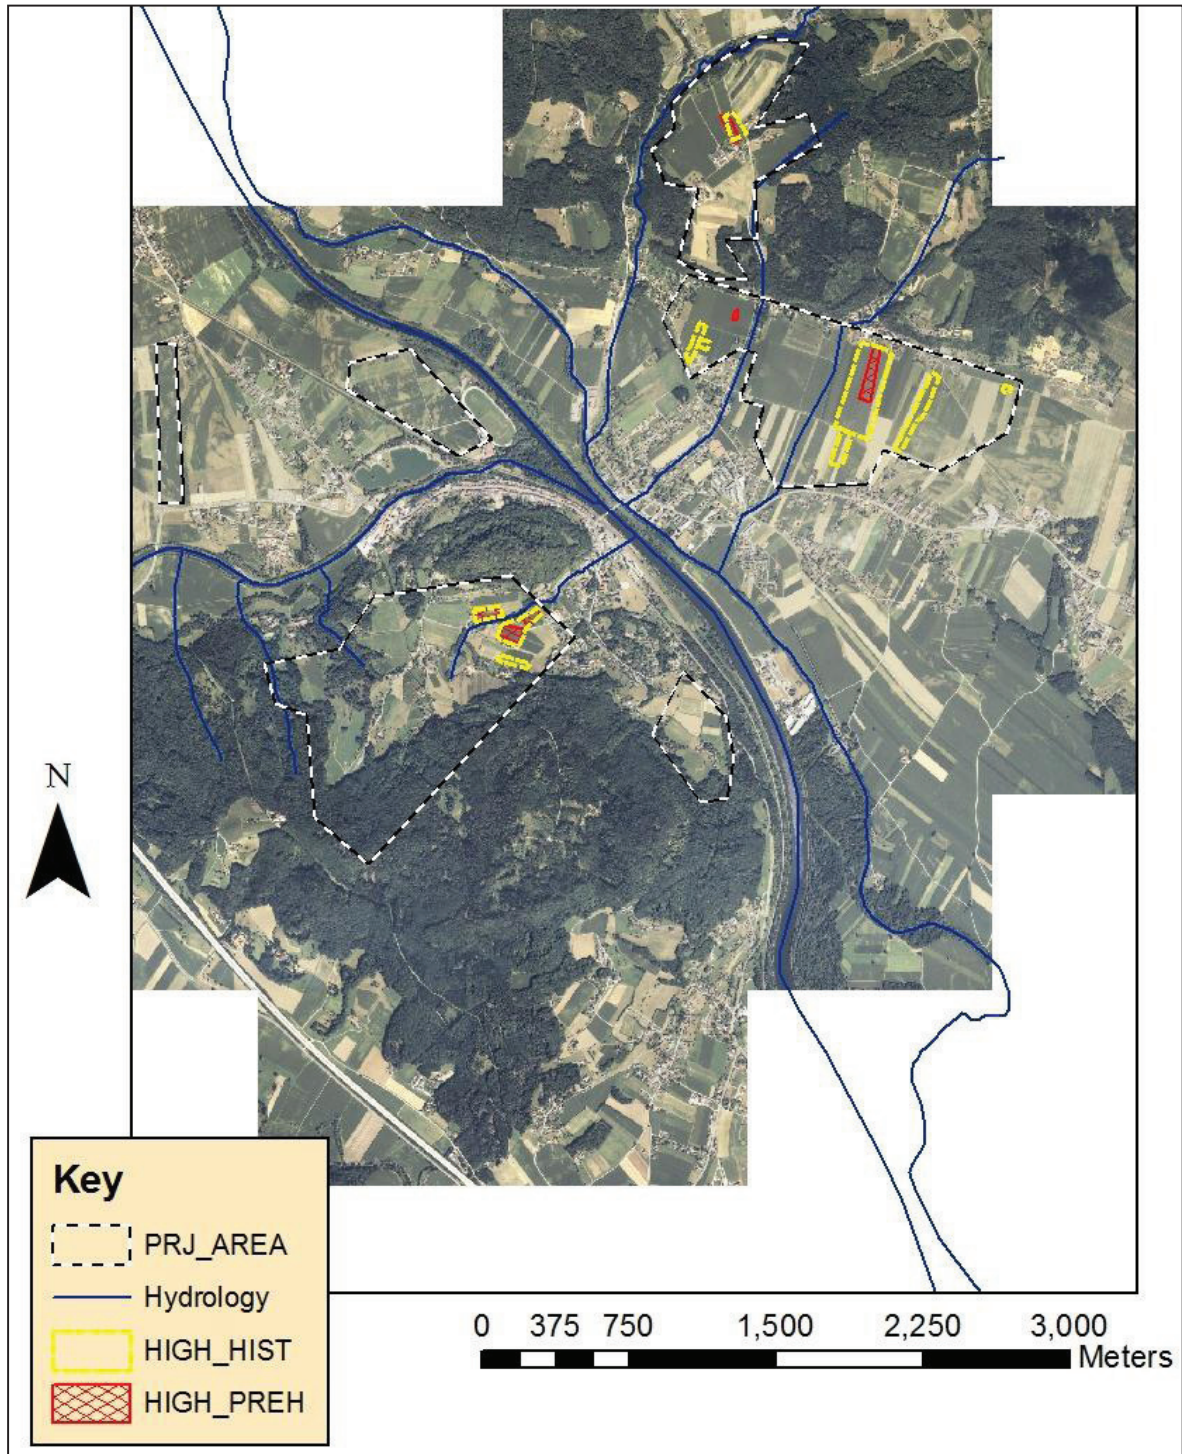 N
Key
PRJ_AREA
Hydrology
HIGH_HIST
HIGH_PREH
0 375 750 1,500 2,250 3,000
Meters